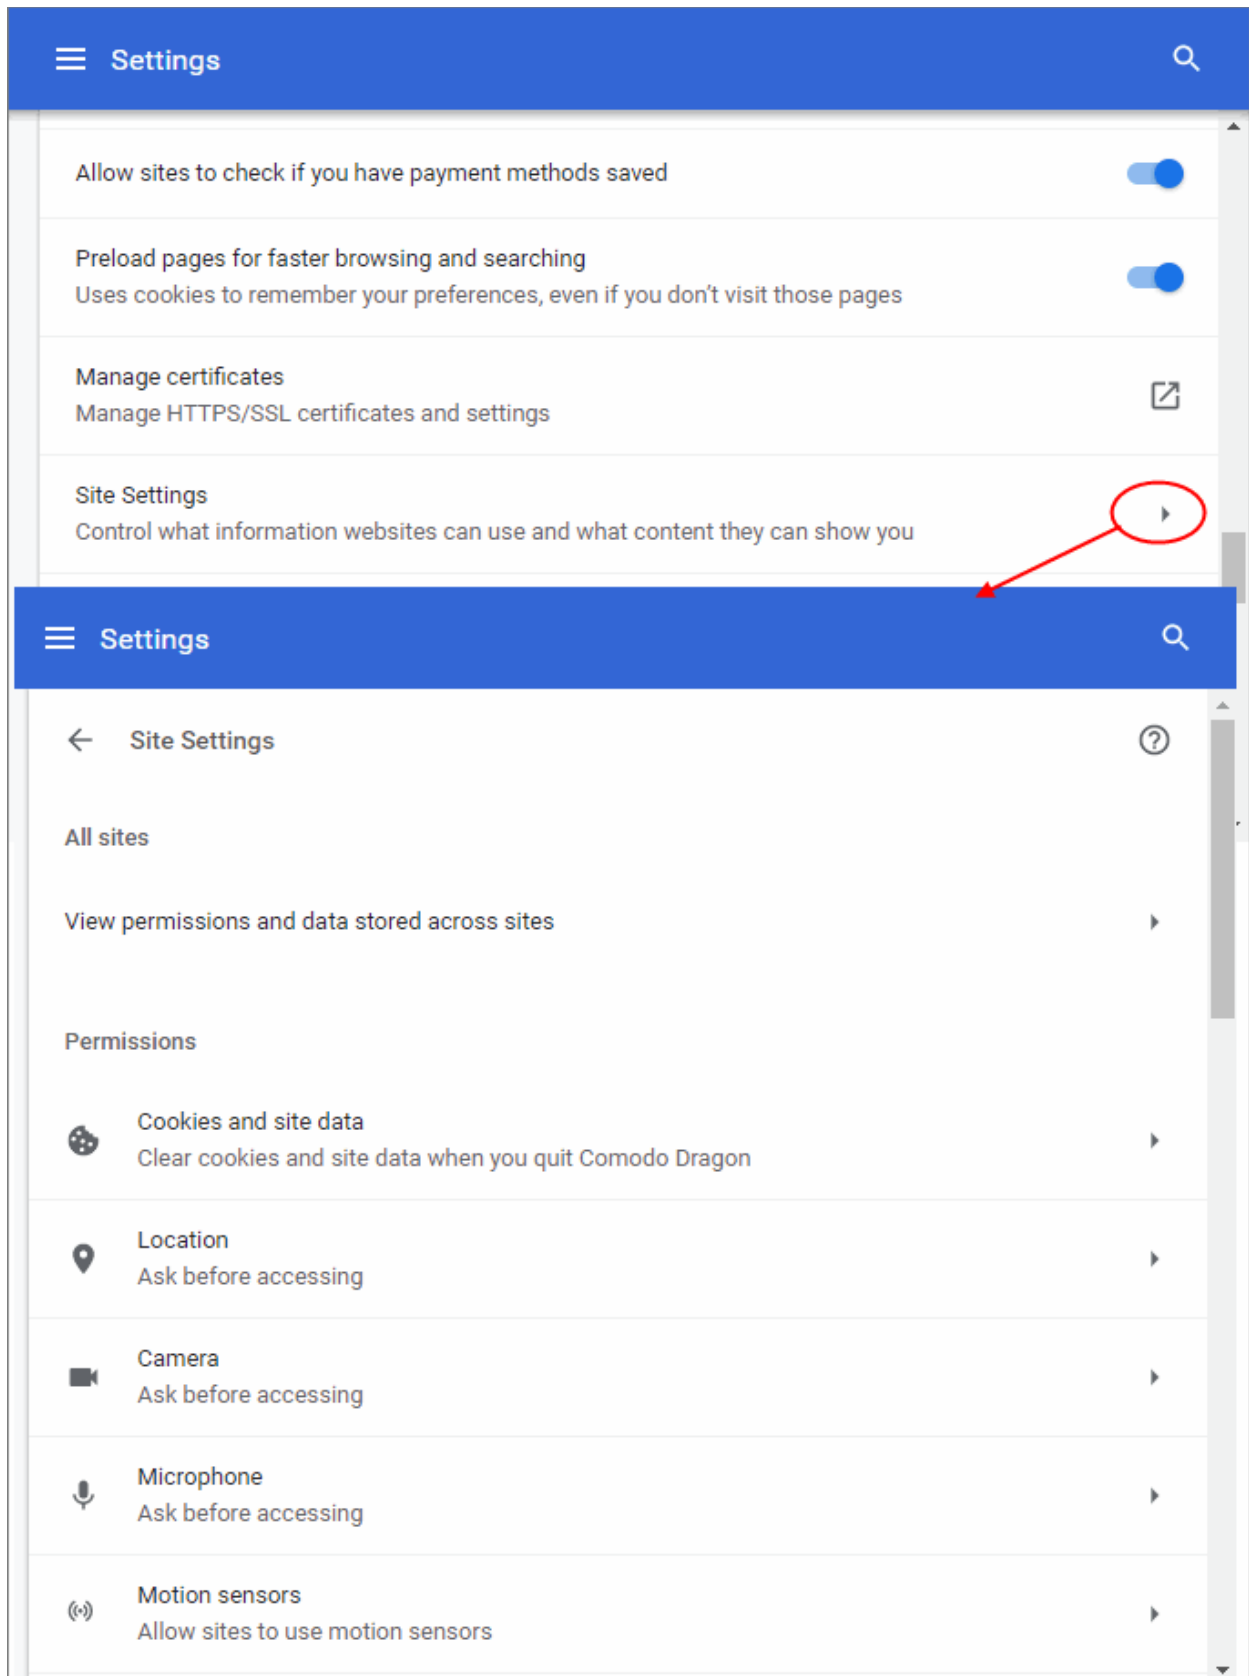 Settings
Allow sites to check if you have payment methods saved
Preload pages for faster browsing and searching
Uses cookies to remember your preferences, even if you don't visit those pages
Manage certificates
Manage HTTPS/SSL certificates and settings
Site Settings
Control what information websites can use and what content they can show you
Settings
Site Settings
All sites
View permissions and data stored across sites
Permissions
Cookies and site data
Clear cookies and site data when you quit Comodo Dragon
Location
Ask before accessing
Camera
Ask before accessing
Microphone
Ask before accessing
Motion sensors
Allow sites to use motion sensors